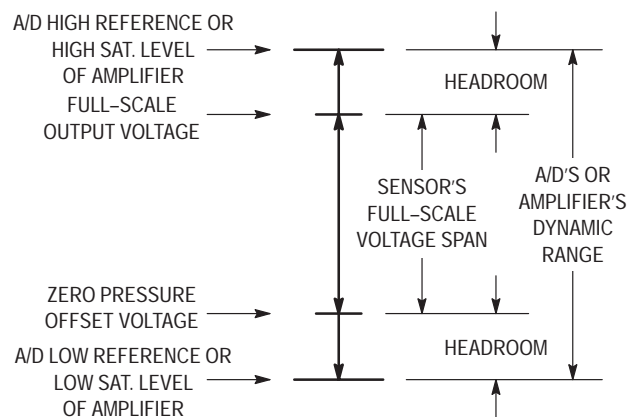 A/D HIGH REFERENCE OR
HIGH SAT. LEVEL
OF AMPLIFIER
FULL–SCALE
OUTPUT VOLTAGE
HEADROOM
SENSOR'S
FULL–SCALE
VOLTAGE SPAN
A/D'S OR
AMPLIFIER'S
DYNAMIC
RANGE
ZERO PRESSURE
OFFSET VOLTAGE
A/D LOW REFERENCE OR
LOW SAT. LEVEL
OF AMPLIFIER
HEADROOM